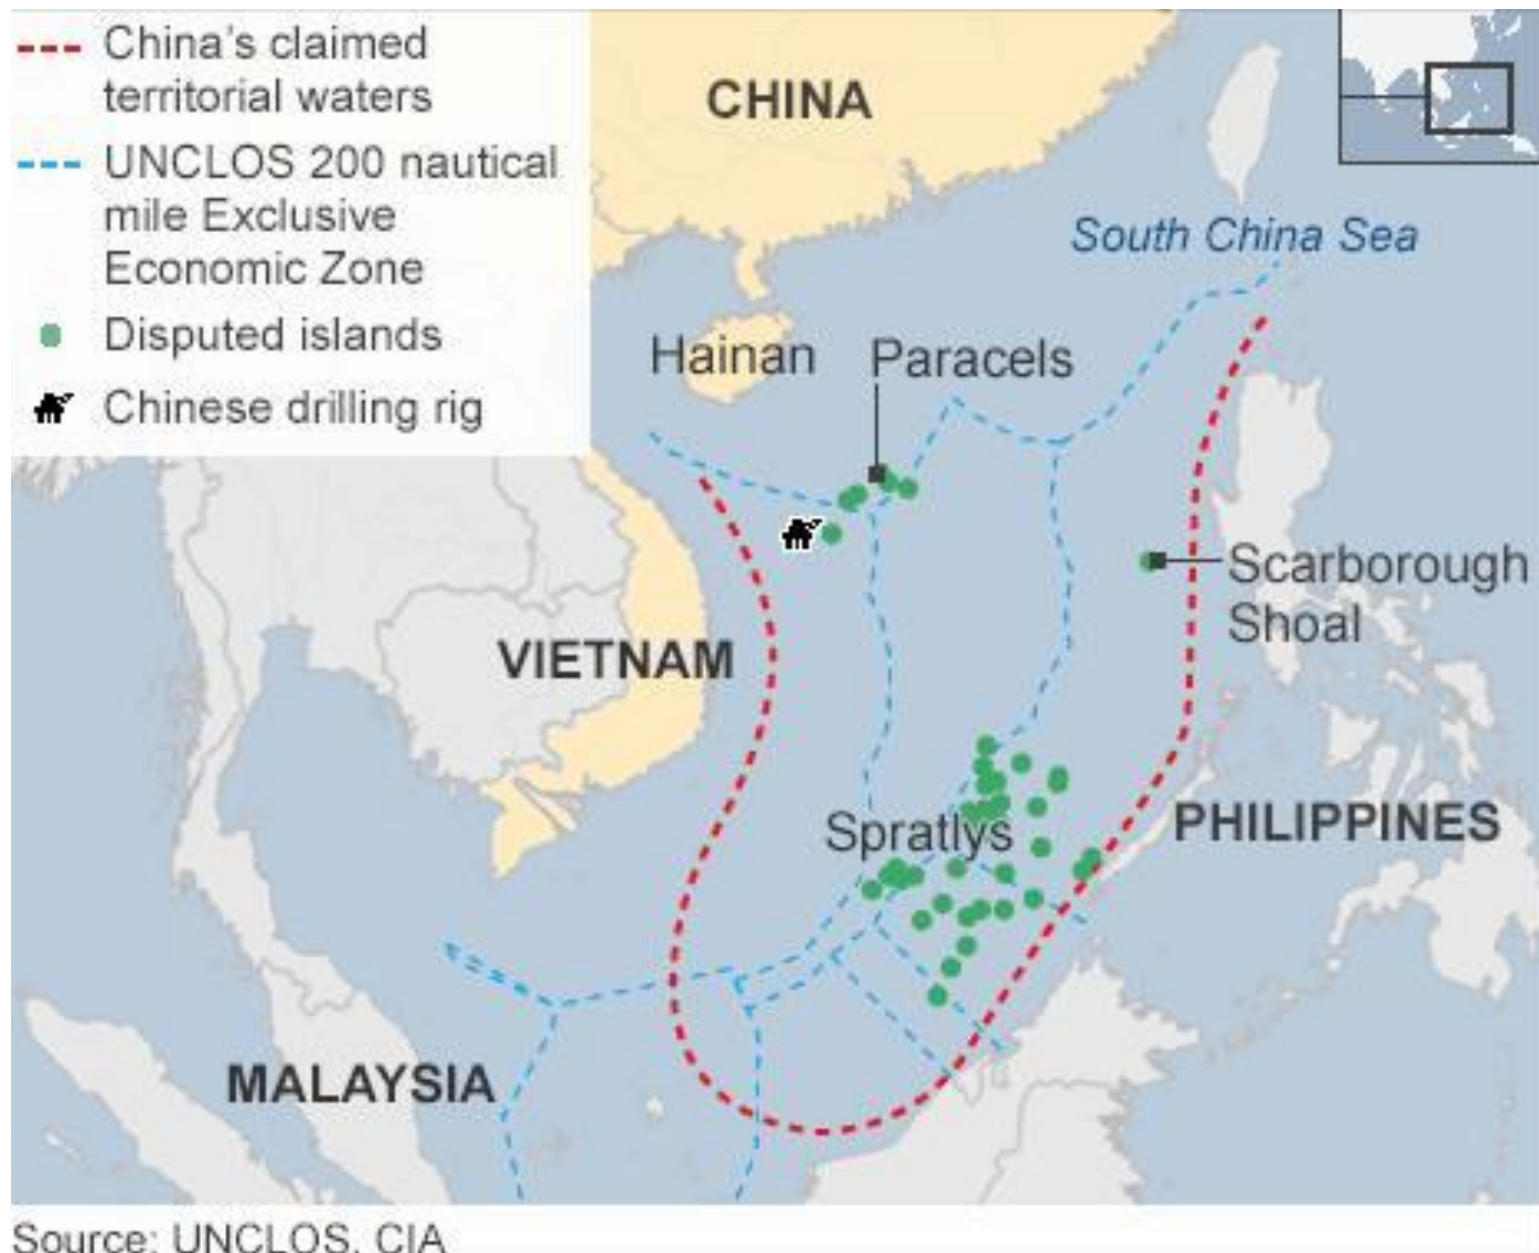 China's claimed
territorial waters
UNCLOS 200 nautical
mile Exclusive
Economic Zone
Disputed islands
Chinese drilling rig
CHINA
South China Sea
Hainan
Paracels
Scarborough
Shoal
VIETNAM
Spratlys
PHILIPPINES
MALAYSIA
Source: UNCLOS, CIA